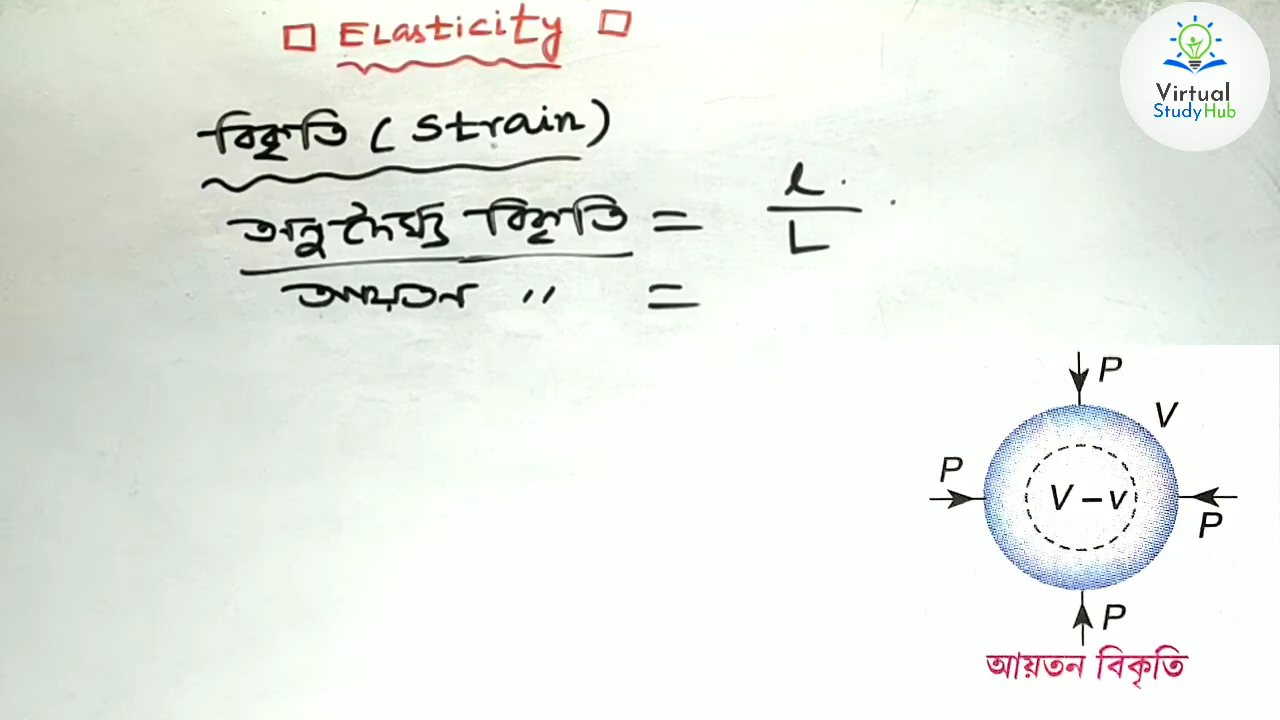 □ Elasticity □
বিকৃতি ( Strain )
অনুদৈর্ঘ্য বিকৃতি = l / L
আয়তন " =
Virtual
StudyHub
P
V
P
V – v
P
P
আয়তন বিকৃতি